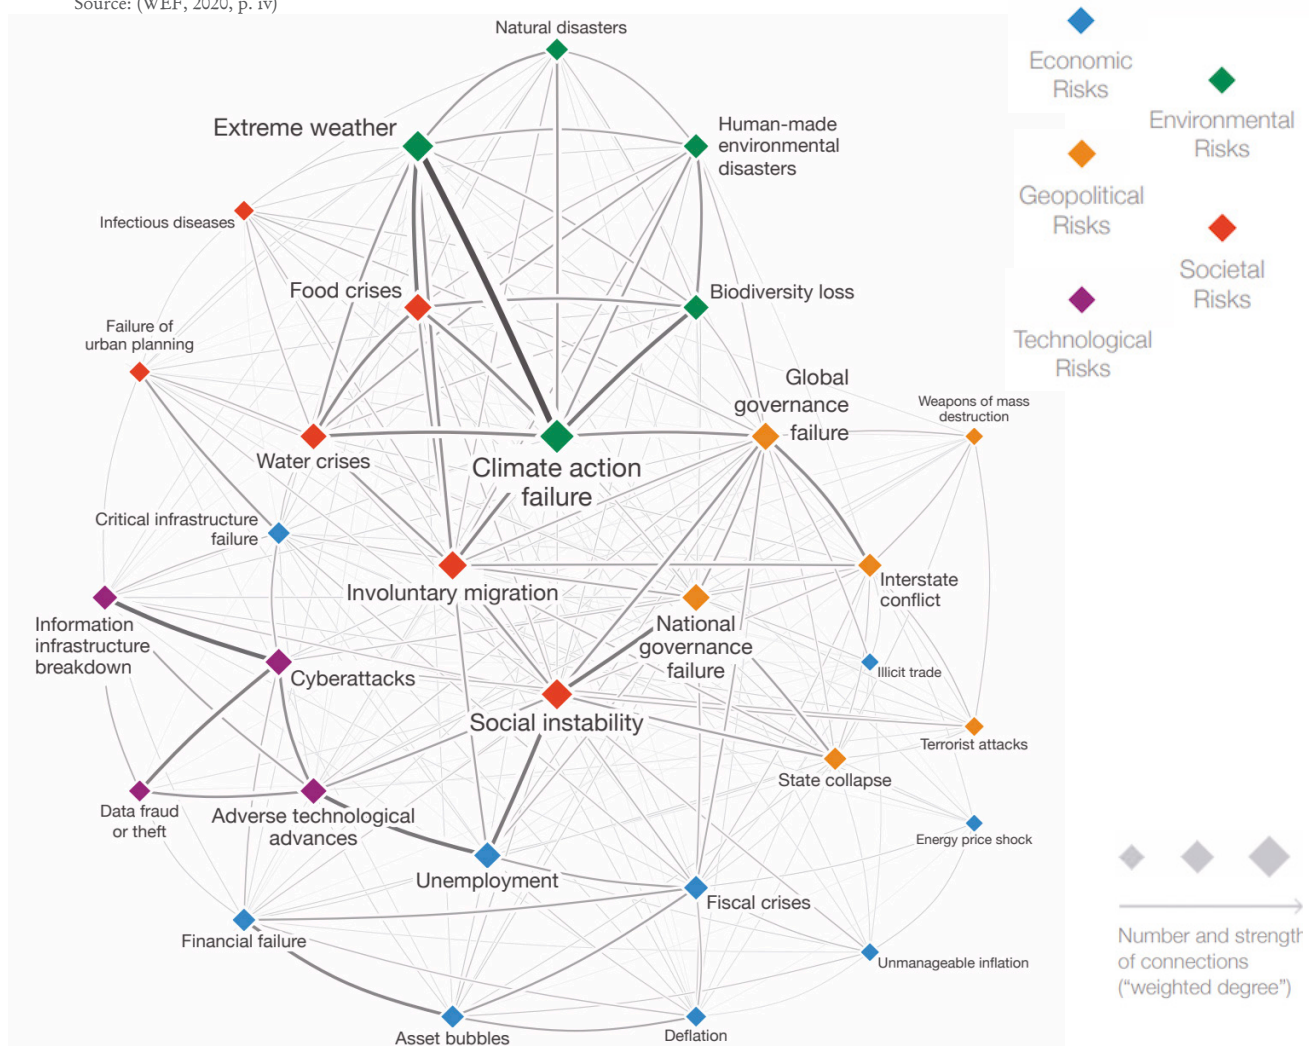 Source: (WEF, 2020, p. iv)
Natural disasters
Extreme weather
Human-made
environmental
disasters
Infectious diseases
Food crises
Biodiversity loss
Failure of
urban planning
Global
governance
failure
Weapons of mass
destruction
Water crises
Climate action
failure
Critical infrastructure
failure
Involuntary migration
Interstate
conflict
Information
infrastructure
breakdown
National
governance
failure
Cyberattacks
Illicit trade
Social instability
Terrorist attacks
State collapse
Data fraud
or theft
Adverse technological
advances
Energy price shock
Unemployment
Fiscal crises
Financial failure
Unmanageable inflation
Asset bubbles
Deflation
Economic
Risks
Environmental
Risks
Geopolitical
Risks
Societal
Risks
Technological
Risks
Number and strength
of connections
(“weighted degree”)